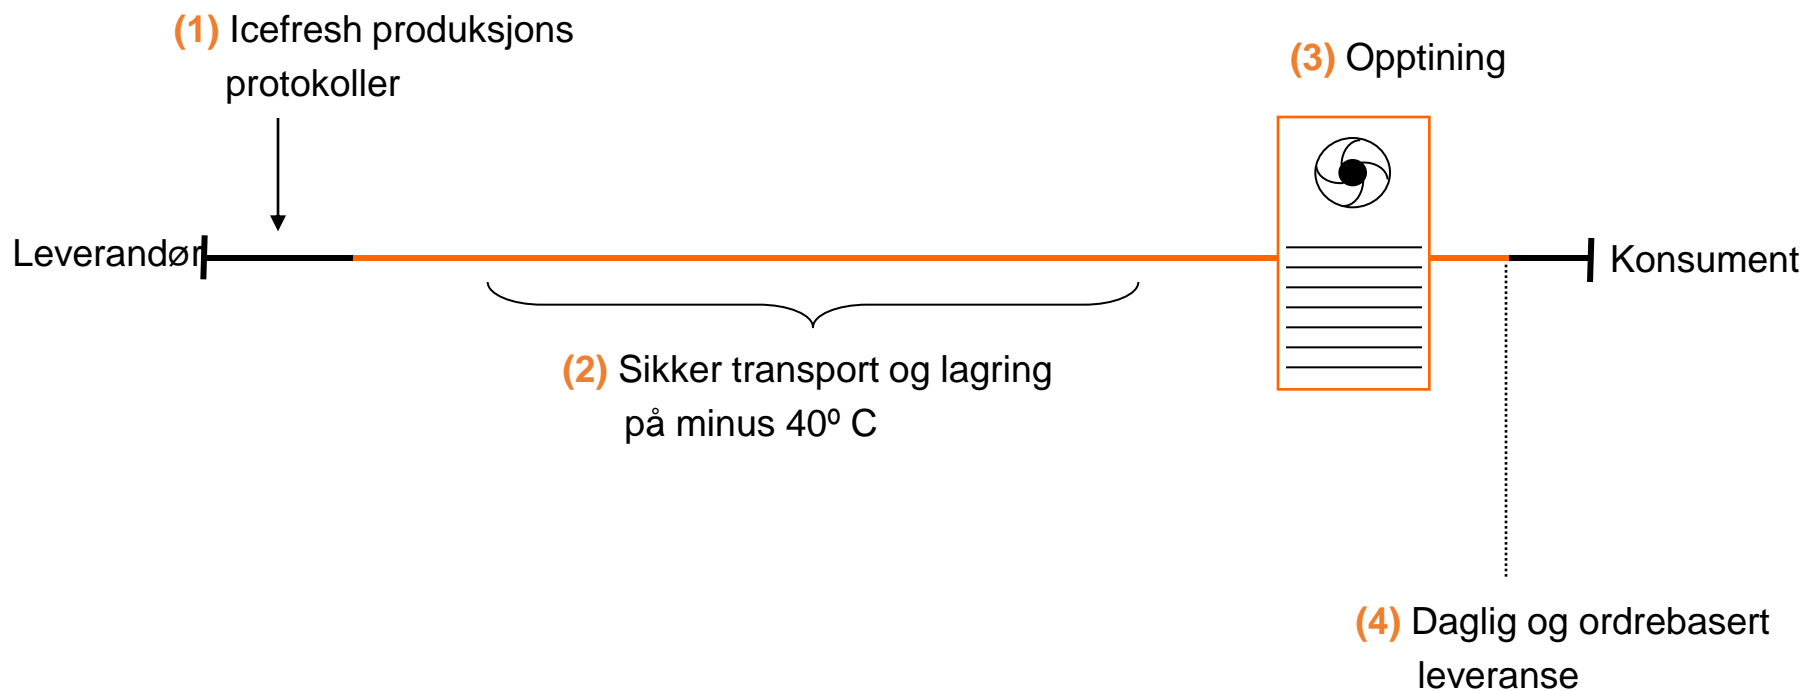 (1) Icefresh produksjons
protokoller
(3) Opptining
Leverandør
Konsument
(2) Sikker transport og lagring
på minus 40º C
(4) Daglig og ordrebasert
leveranse